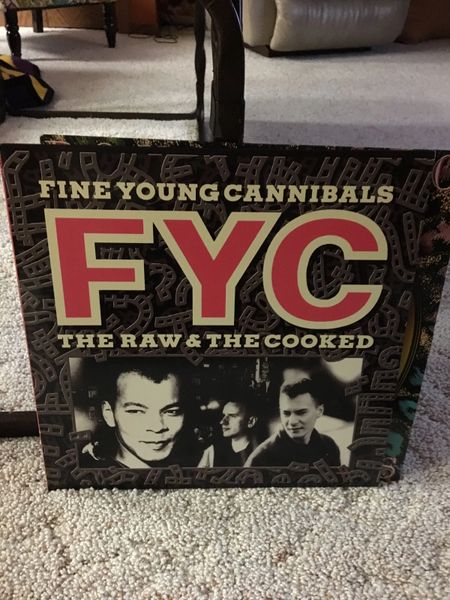 FINE YOUNG CANNIBALS
FYC
THE RAW & THE COOKED